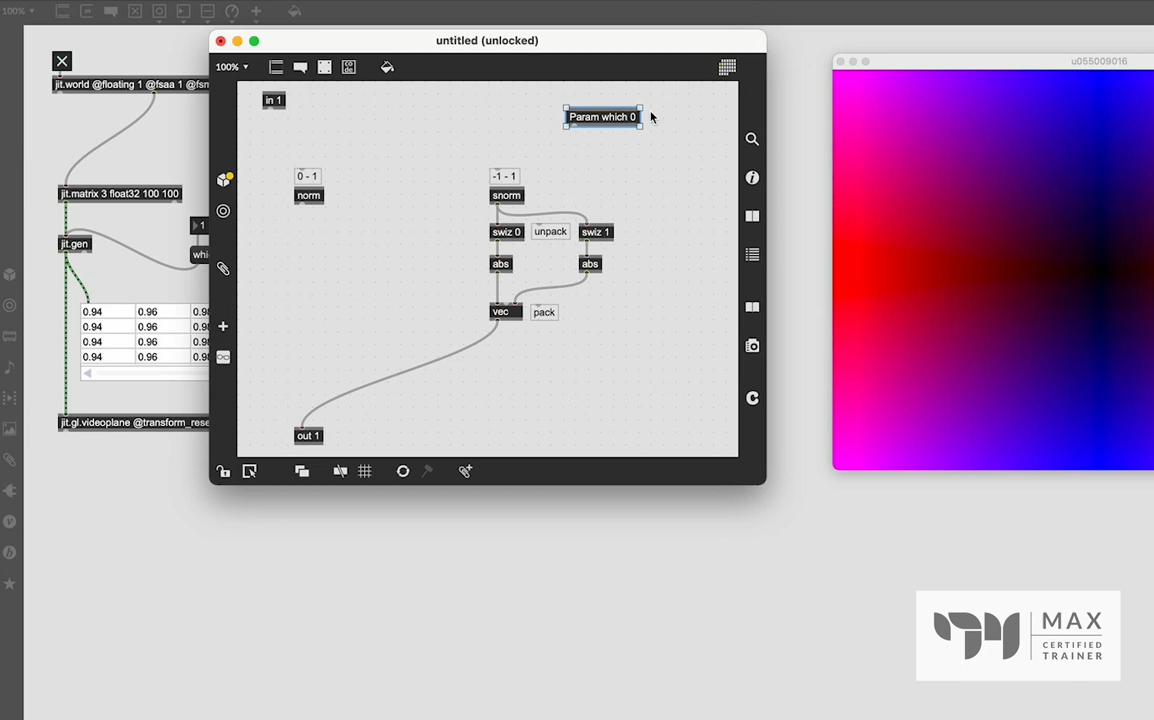 100%
untitled (unlocked)
100%
u055009016
jit.world @floating 1 @fsaa 1
in 1
Param which 0
0 - 1
-1 - 1
norm
snorm
jit.matrix 3 float32 100 100
1
swiz 0
unpack
swiz 1
jit.gen
abs
abs
0.94 0.96
vec
pack
0.94 0.96
0.94 0.96
0.94 0.96
jit.gl.videoplane
out 1
MAX
CERTIFIED
TRAINER